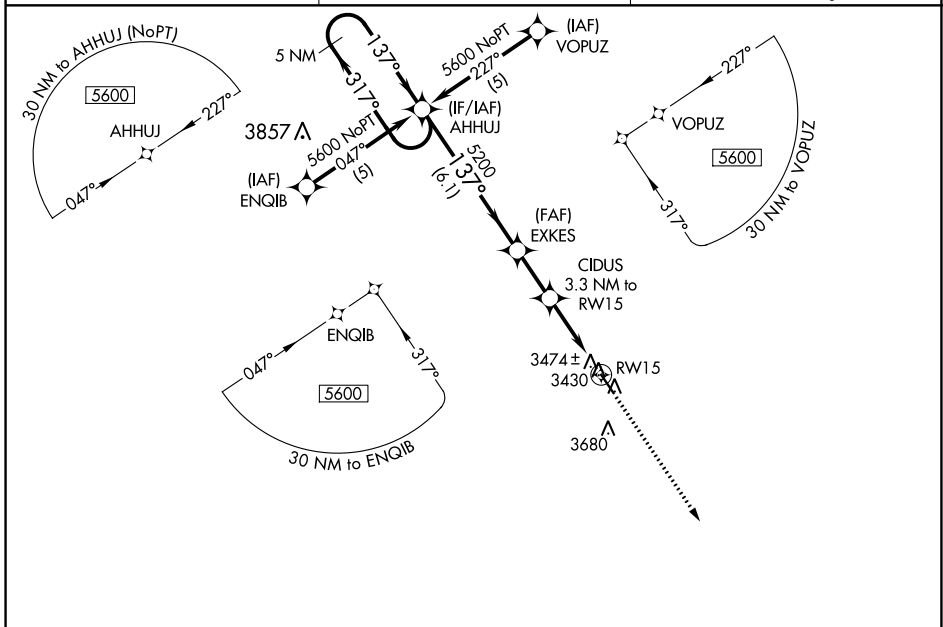 30 NM to AHHUJ (NoPT)
5600
AHHUJ
227°
047°
5 NM
137°
317°
3857
5600 NoPT
047°
(5)
(IAF)
ENQIB
(IAF)
VOPUZ
5600 NoPT
227°
(5)
(IF/IAF)
AHHUJ
5200
137°
(6.1)
(FAF)
EXKES
CIDUS
3.3 NM to
RW15
3474±
3430
RW15
3680
227°
VOPUZ
5600
317°
30 NM to VOPUZ
ENQIB
047°
317°
5600
30 NM to ENQIB